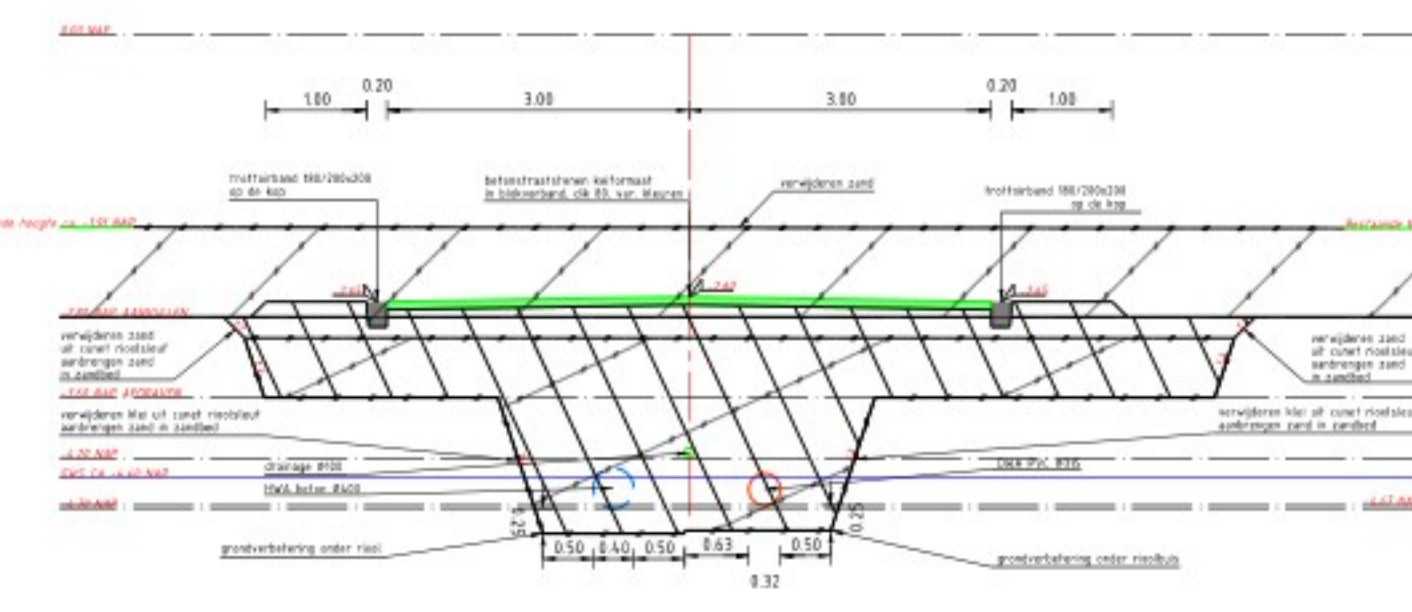 0.00 NAP
0.20
0.20
1.00
3.00
3.00
1.00
trottoirband 180/200x200
op de kop
betonstraatstenen keiformaat
in blokverband, dik 80, var. kleuren
verwijderen zand
trottoirband 180/200x200
op de kop
verwijderen zand
uit cunet rioolsleuf
aanbrengen zand
in zandbed
verwijderen zand
uit cunet rioolsleu
aanbrengen zand
in zandbed
verwijderen klei uit cunet rioolsleuf
aanbrengen zand in zandbed
verwijderen klei uit cunet rioolsleu
aanbrengen zand in zandbed
drainage Ø100
DWA PVC Ø315
HWA beton Ø400
0.25
0.25
grondverbetering onder riool
grondverbetering onder rioolbuis
0.50
0.40
0.50
0.63
0.50
0.32